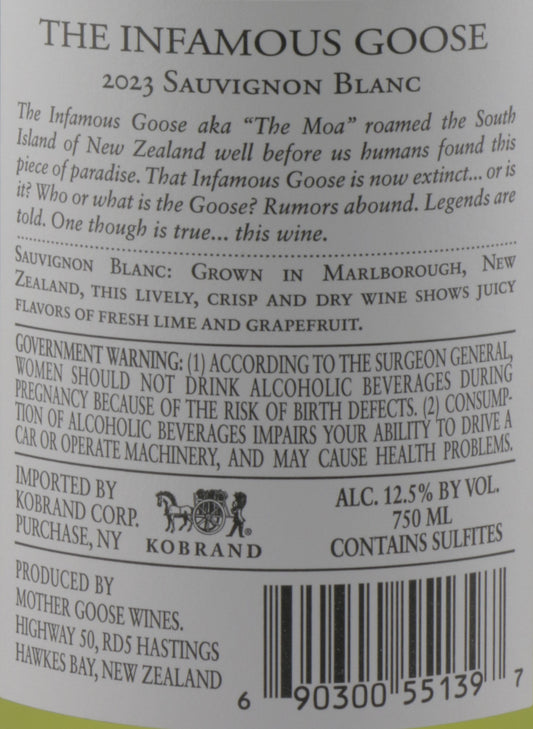 THE INFAMOUS GOOSE
2023 SAUVIGNON BLANC
The Infamous Goose aka “The Moa” roamed the South
Island of New Zealand well before us humans found this
piece of paradise. That Infamous Goose is now extinct... or is
it? Who or what is the Goose? Rumors abound. Legends are
told. One though is true... this wine.
SAUVIGNON BLANC: GROWN IN MARLBOROUGH, NEW
ZEALAND, THIS LIVELY, CRISP AND DRY WINE SHOWS JUICY
FLAVORS OF FRESH LIME AND GRAPEFRUIT.
GOVERNMENT WARNING: (1) ACCORDING TO THE SURGEON GENERAL,
WOMEN SHOULD NOT DRINK ALCOHOLIC BEVERAGES DURING
PREGNANCY BECAUSE OF THE RISK OF BIRTH DEFECTS. (2) CONSUMP-
TION OF ALCOHOLIC BEVERAGES IMPAIRS YOUR ABILITY TO DRIVE A
CAR OR OPERATE MACHINERY, AND MAY CAUSE HEALTH PROBLEMS.
IMPORTED BY
KOBRAND CORP.
PURCHASE, NY
®
KOBRAND
ALC. 12.5% BY VOL.
750 ML
CONTAINS SULFITES
PRODUCED BY
MOTHER GOOSE WINES.
HIGHWAY 50, RD5 HASTINGS
HAWKES BAY, NEW ZEALAND
6 90300 55139 7